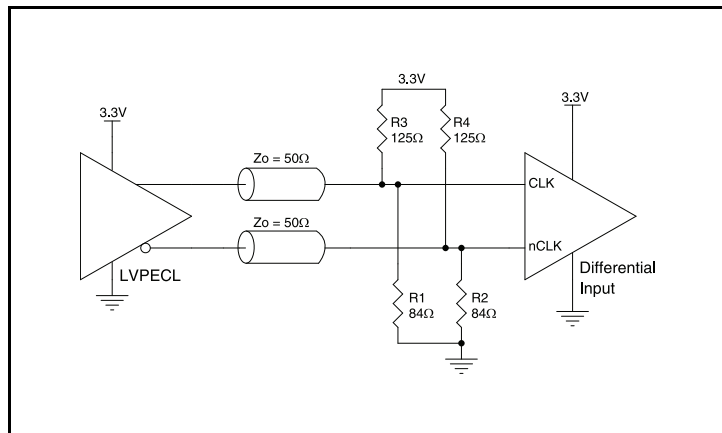 3.3V
3.3V
3.3V
R3
125Ω
R4
125Ω
Zo = 50Ω
CLK
Zo = 50Ω
nCLK
LVPECL
Differential
Input
R1
84Ω
R2
84Ω